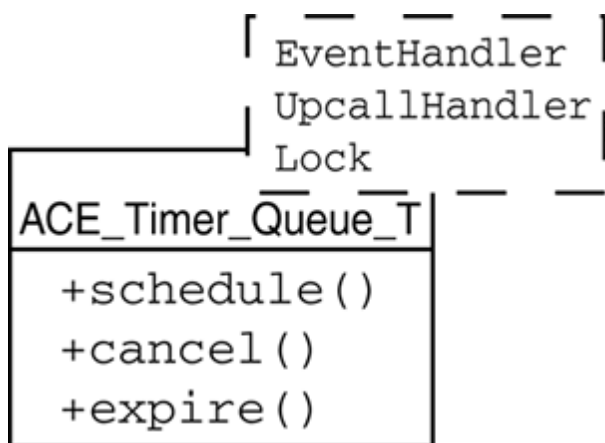 EventHandler
UpcallHandler
Lock
ACE_Timer_Queue_T
+schedule()
+cancel()
+expire()